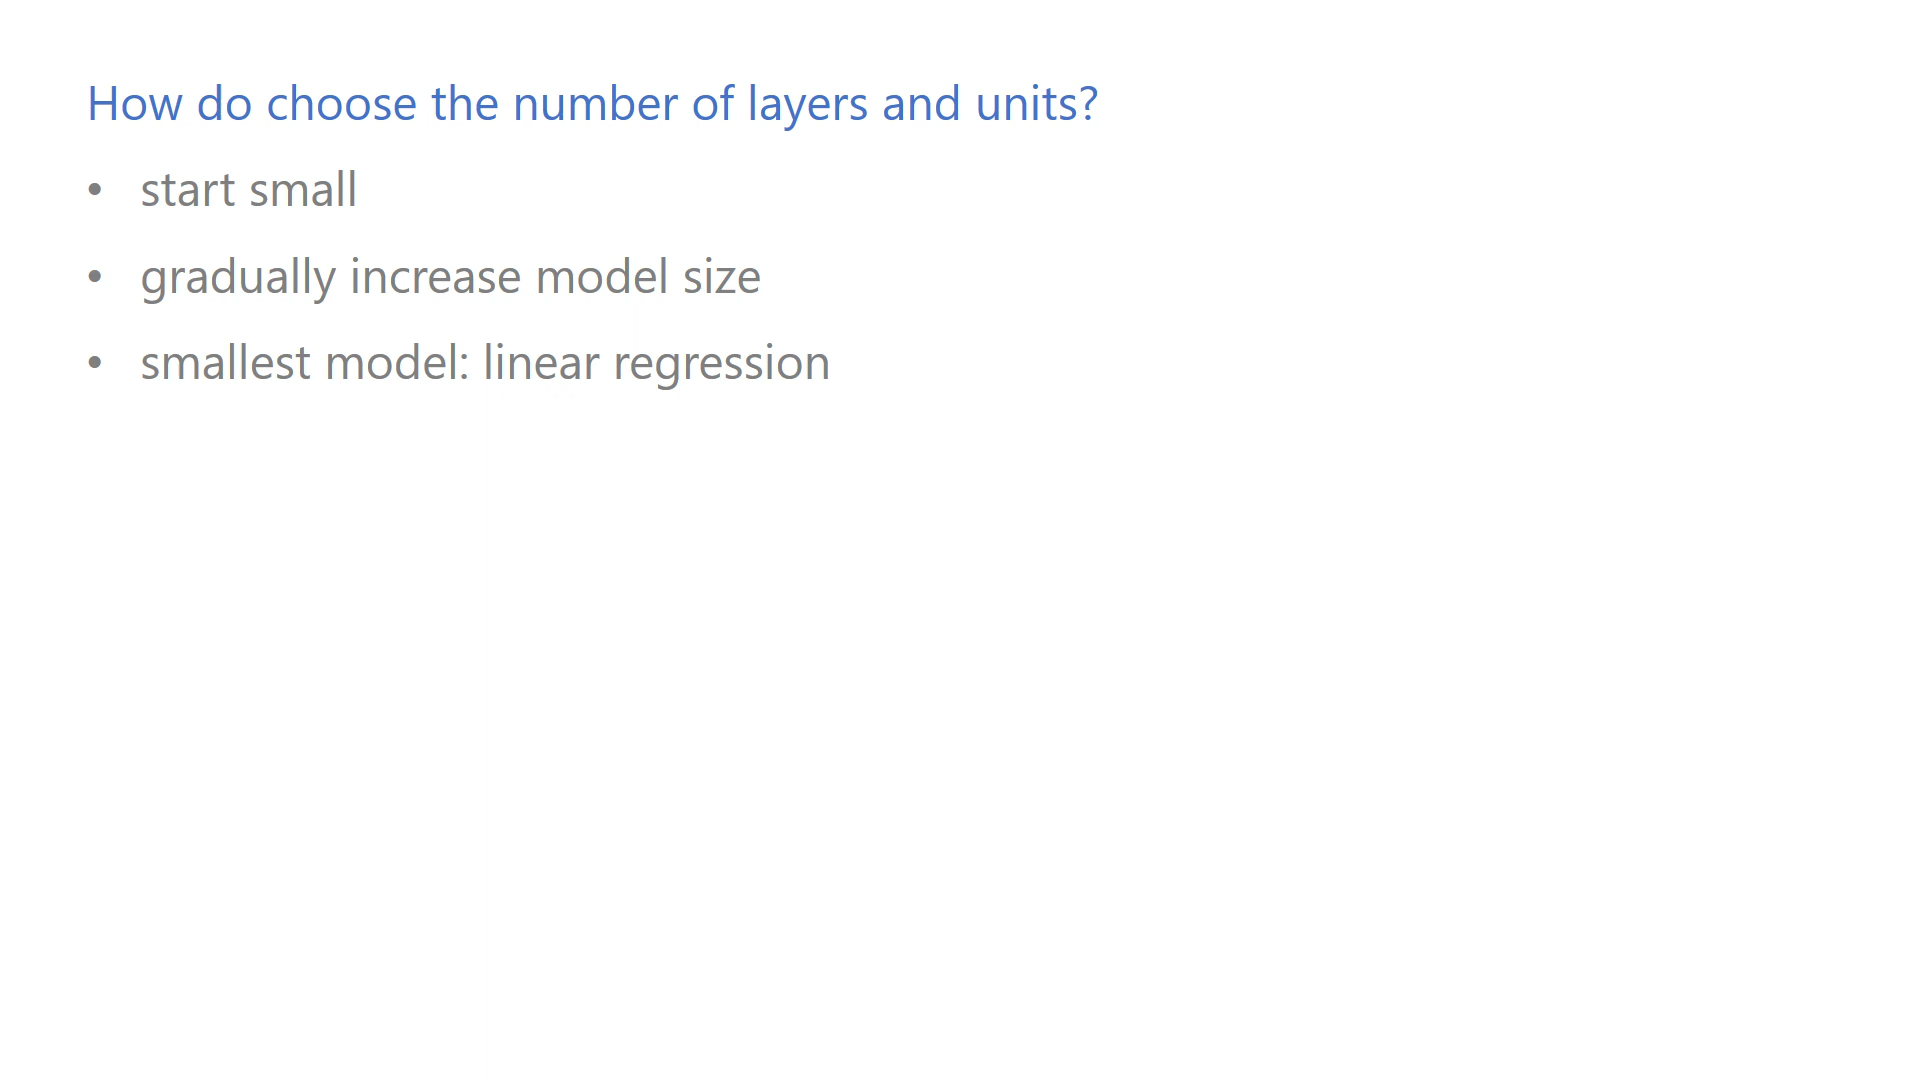 How do choose the number of layers and units?
• start small
• gradually increase model size
• smallest model: linear regression